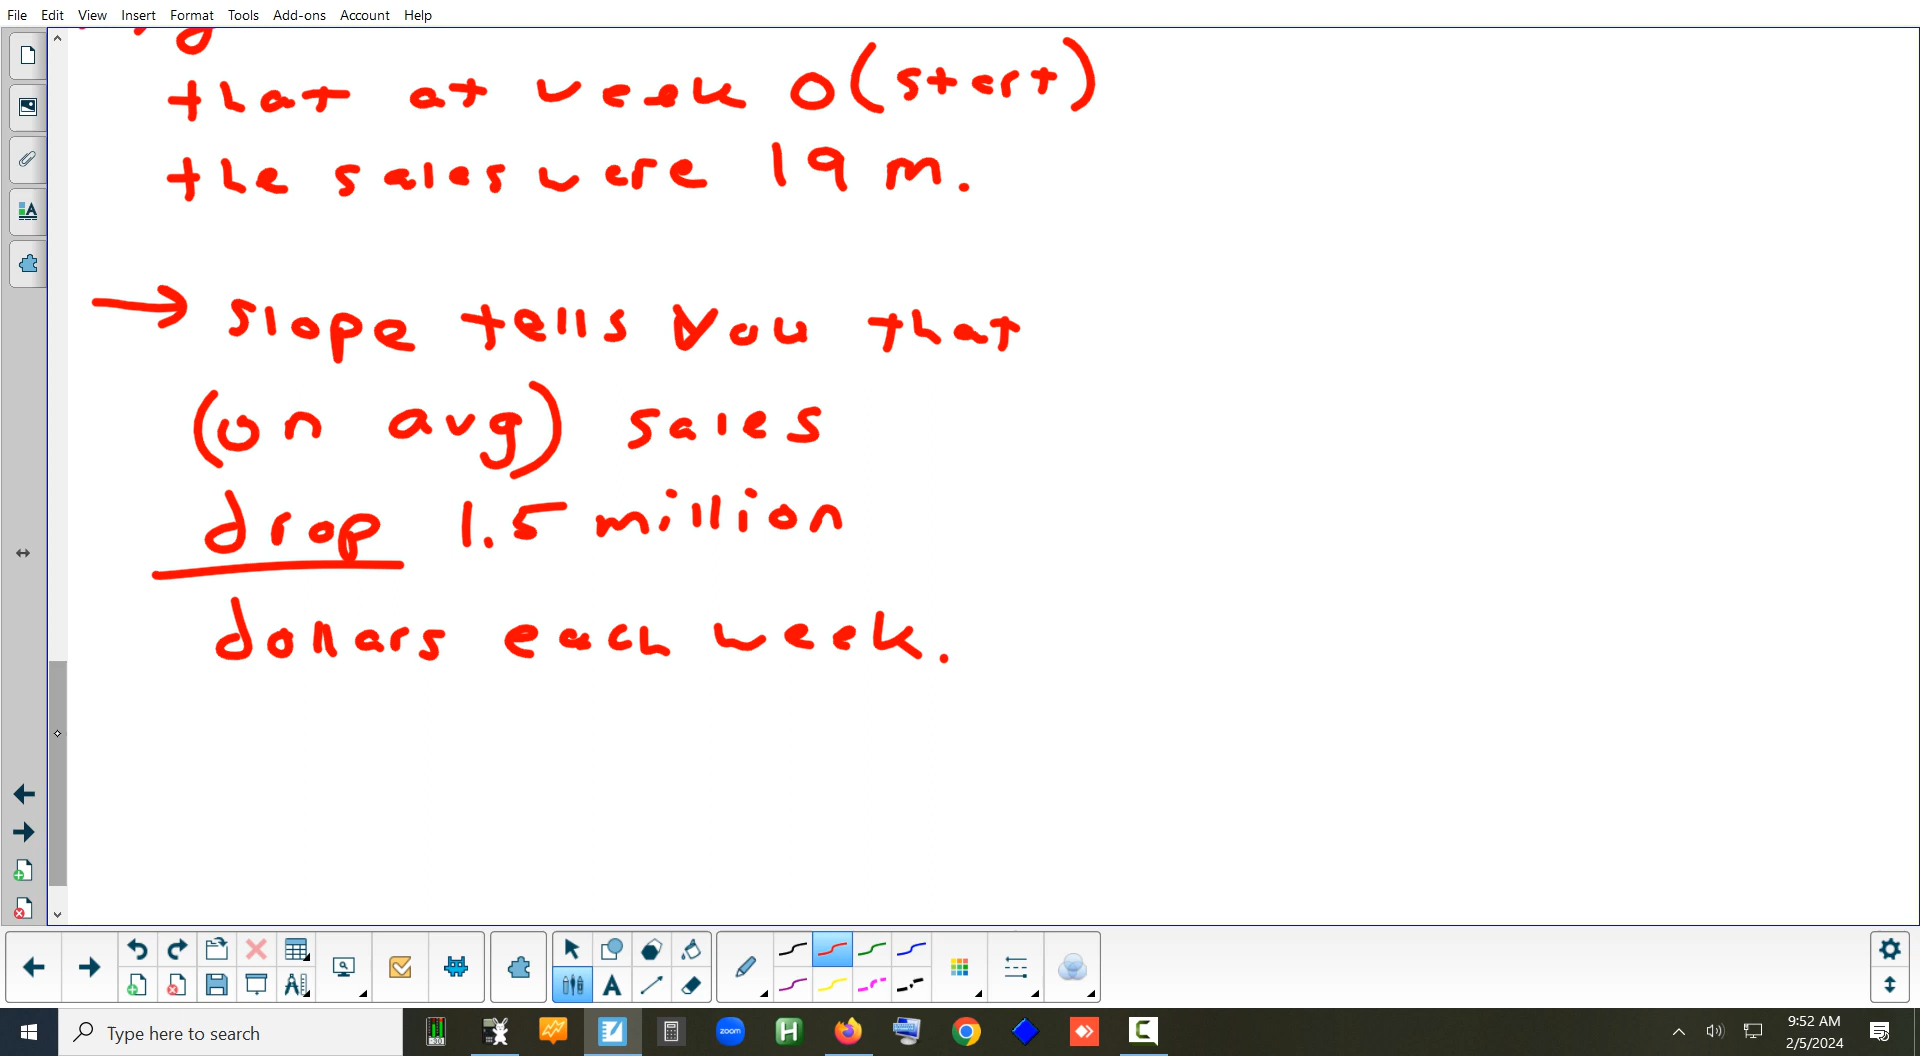 File Edit View Insert Format Tools Add-ons Account Help
that at week 0 (start)
the sales were 19 m.
→ slope tells you that
(on avg) sales
drop 1.5 million
dollars each week.
Type here to search
zoom
9:52 AM
2/5/2024